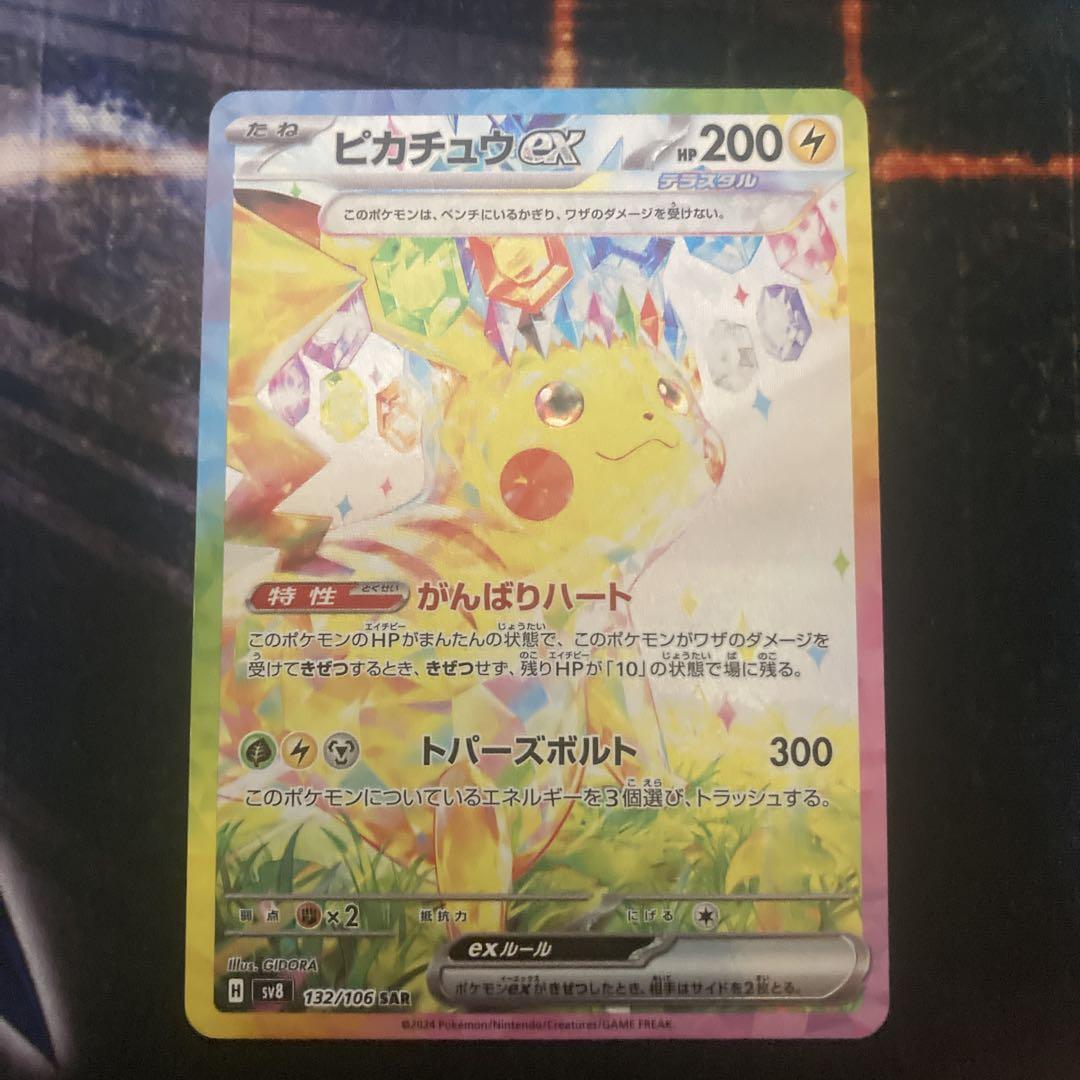 たね ピカチュウex HP200
テラスタル
このポケモンは、ベンチにいるかぎり、ワザのダメージを受けない。
特性 とくせい がんばりハート
このポケモンのHPがまんたんの状態で、このポケモンがワザのダメージを
受けてきぜつするとき、きぜつせず、残りHPが「10」の状態で場に残る。
トパーズボルト 300
このポケモンについているエネルギーを3個選び、トラッシュする。
弱点 ×2 抵抗力 にげる
exルール
ポケモンexがきぜつしたとき、相手はサイドを2枚とる。
Illus. GIDORA
H sv8 132/106 SAR
©2024 Pokémon/Nintendo/Creatures/GAME FREAK.